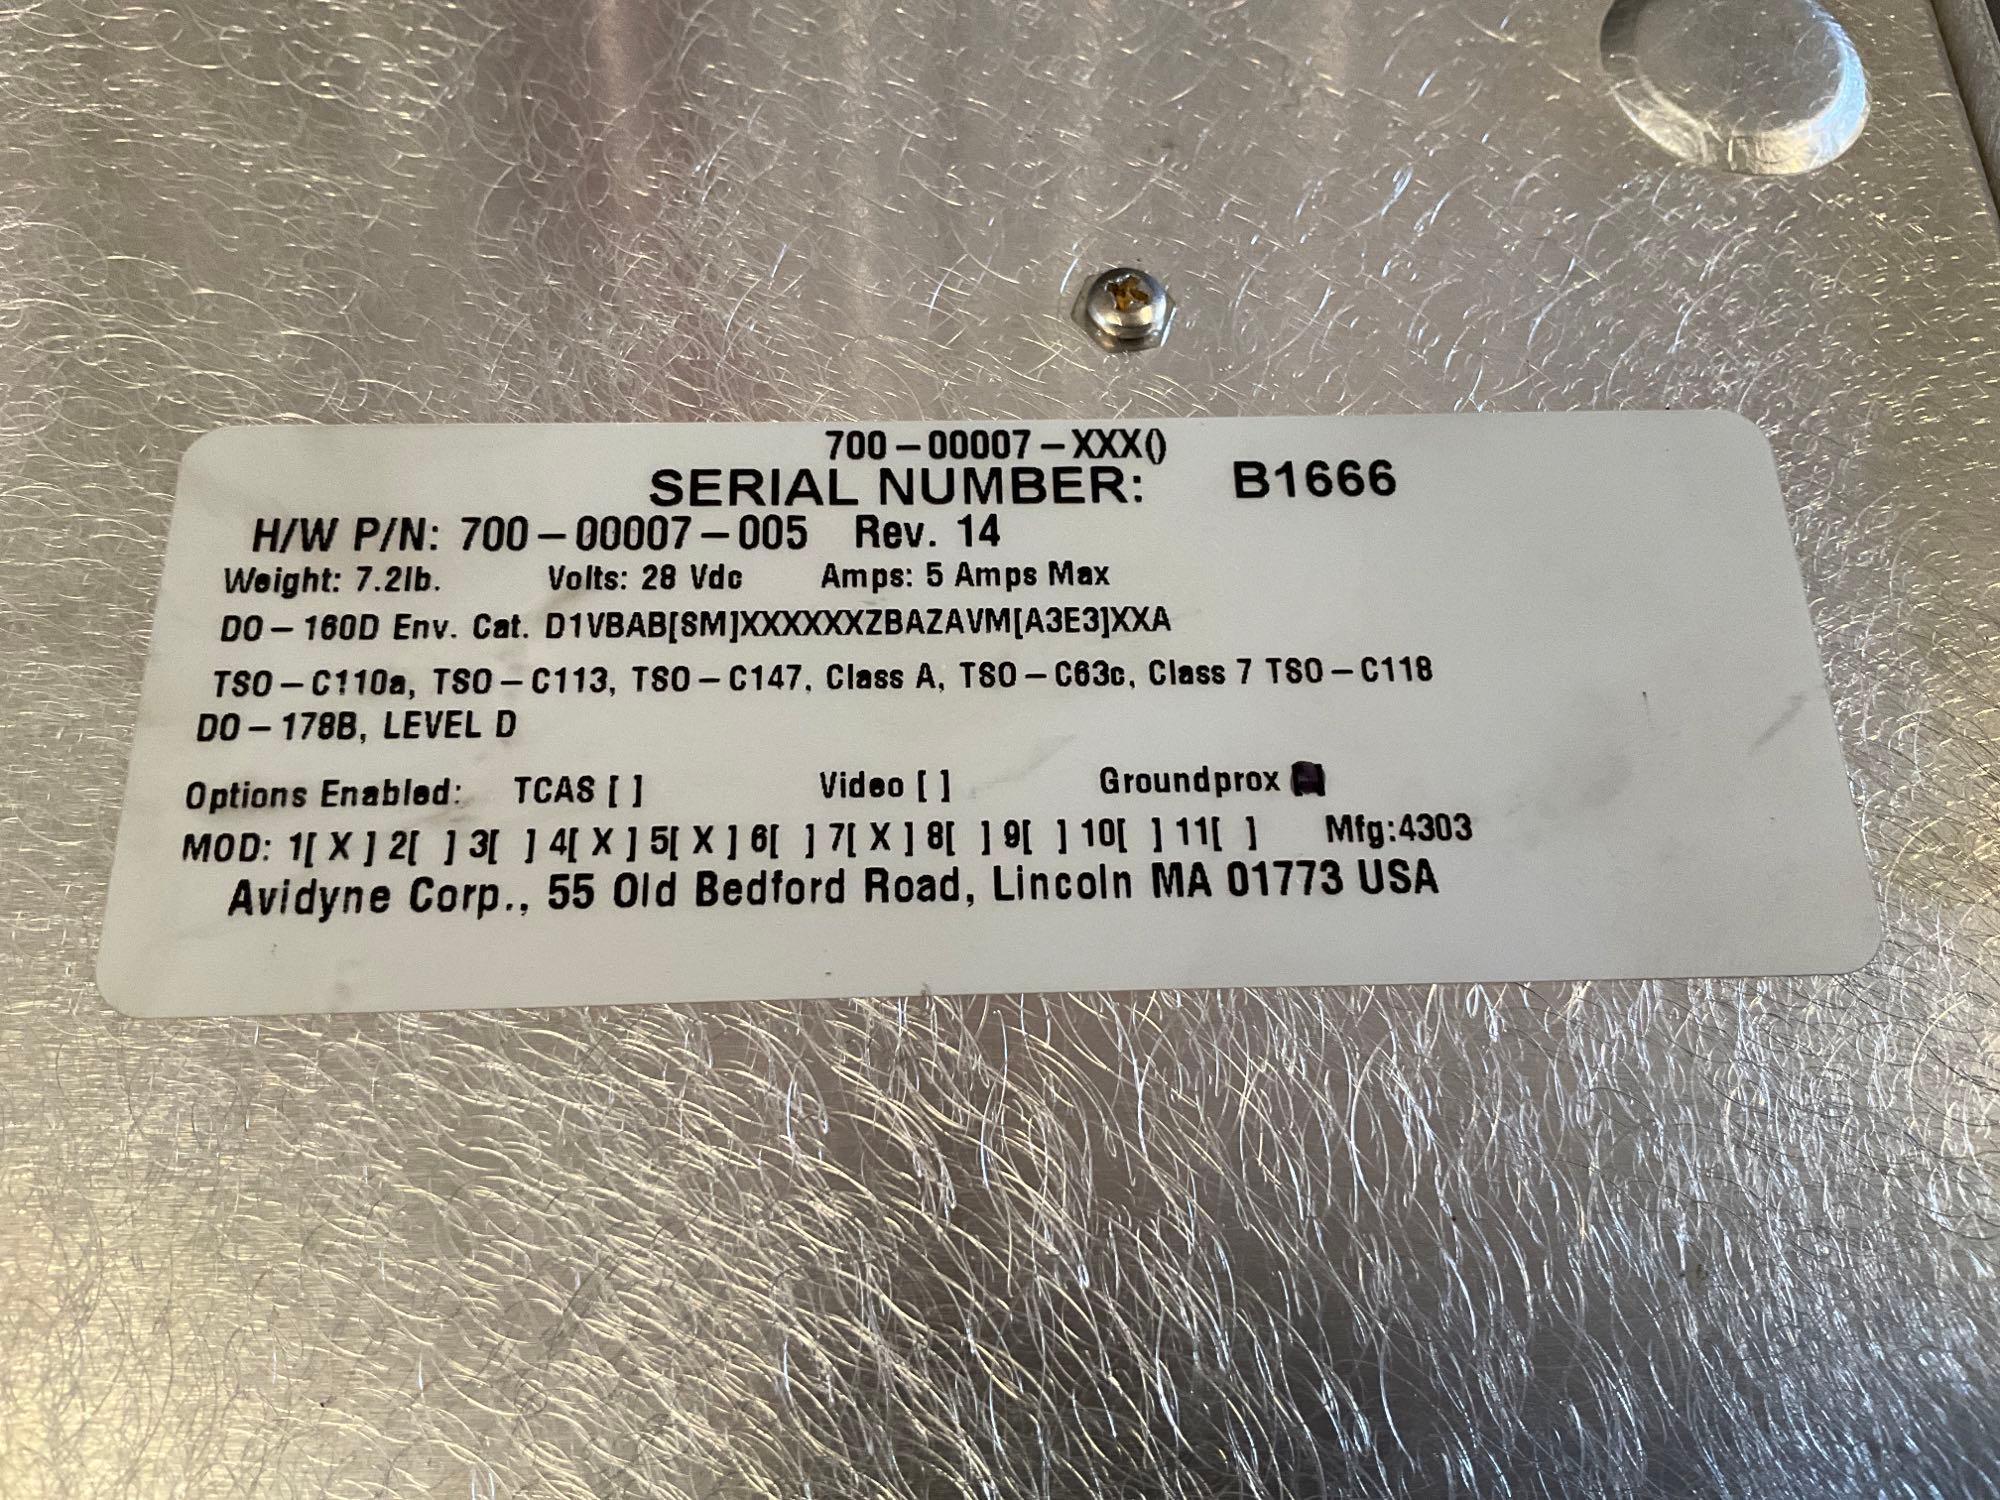 700-00007-XXX()
SERIAL NUMBER: B1666
H/W P/N: 700-00007-005 Rev. 14
Weight: 7.2lb. Volts: 28 Vdc Amps: 5 Amps Max
DO-160D Env. Cat. D1VBAB[SM]XXXXXXZBAZAVM[A3E3]XXA
TSO-C110a, TSO-C113, TSO-C147, Class A, TSO-C63c, Class 7 TSO-C118
DO-178B, LEVEL D
Options Enabled: TCAS [ ] Video [ ] Groundprox [■]
MOD: 1[ X ] 2[ ] 3[ ] 4[ X ] 5[ X ] 6[ ] 7[ X ] 8[ ] 9[ ] 10[ ] 11[ ] Mfg:4303
Avidyne Corp., 55 Old Bedford Road, Lincoln MA 01773 USA